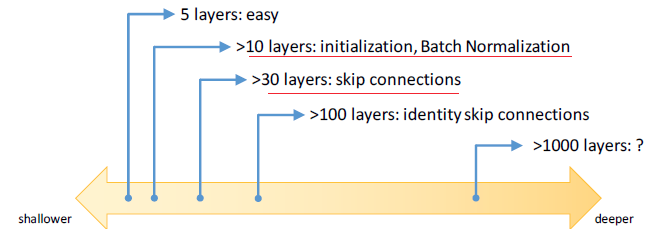 5 layers: easy
>10 layers: initialization, Batch Normalization
>30 layers: skip connections
>100 layers: identity skip connections
>1000 layers: ?
shallower
deeper